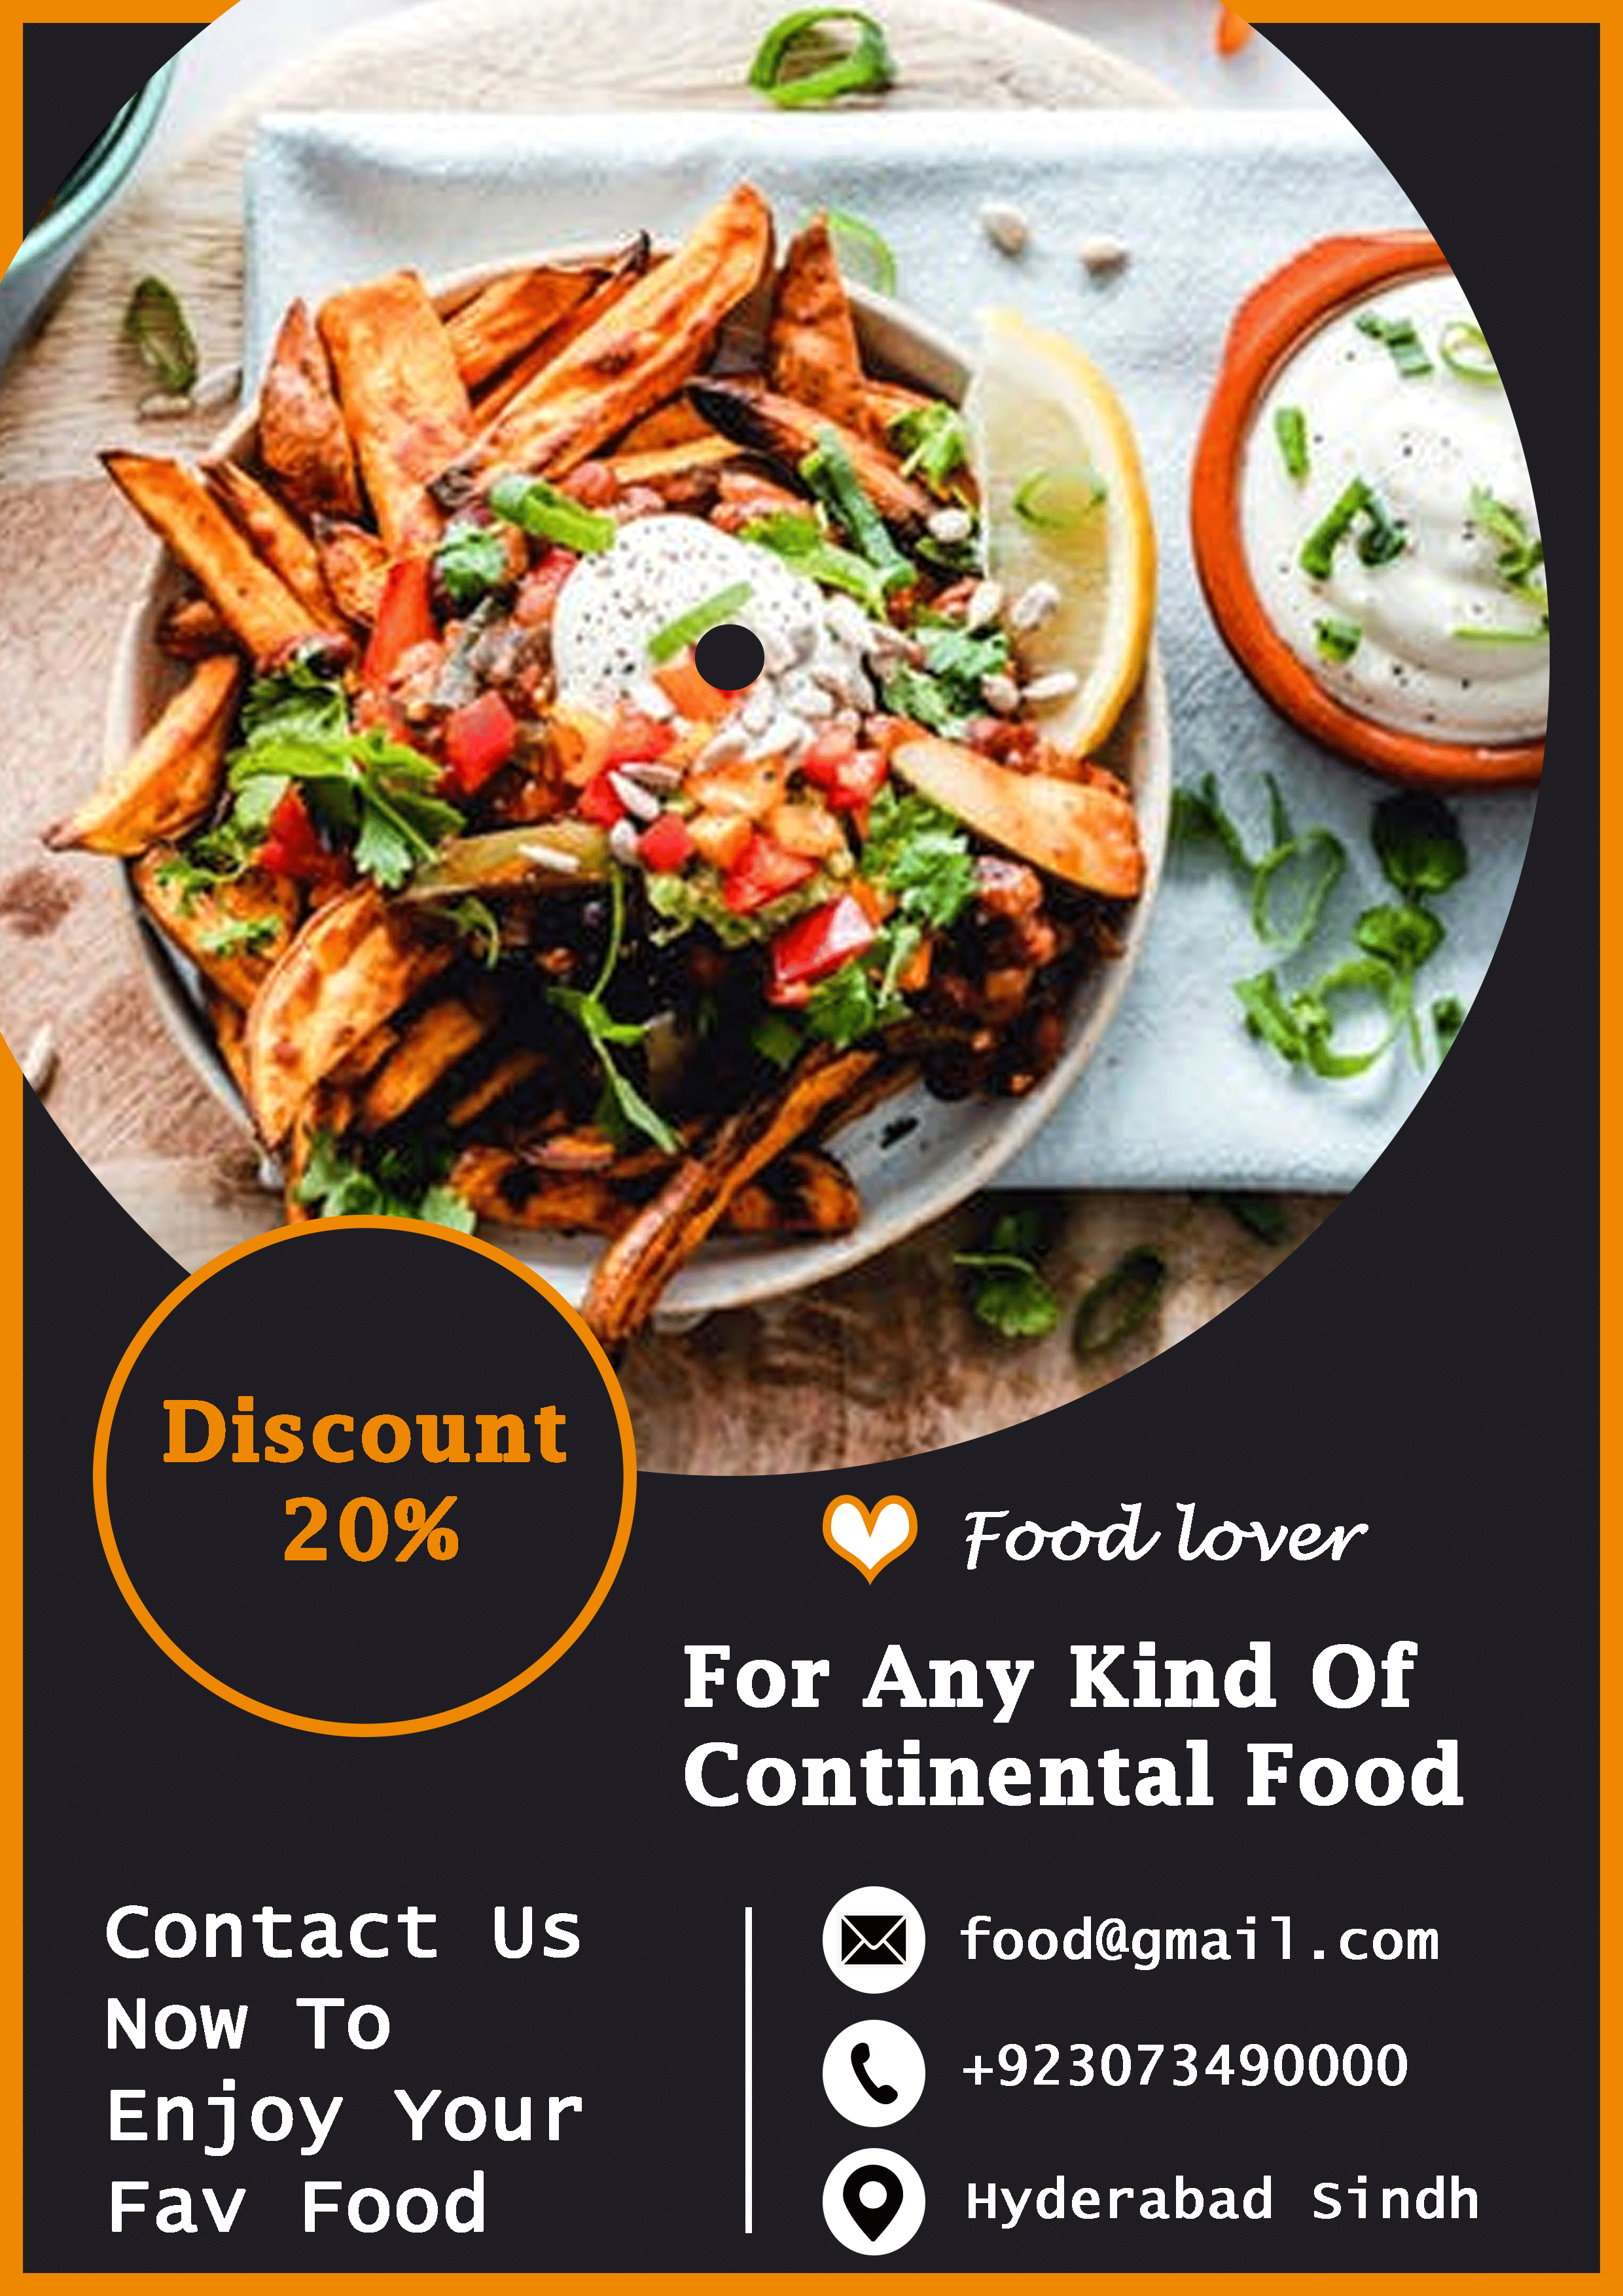 Discount
20%
Food lover
For Any Kind Of
Continental Food
Contact Us
Now To
Enjoy Your
Fav Food
food@gmail.com
+923073490000
Hyderabad Sindh